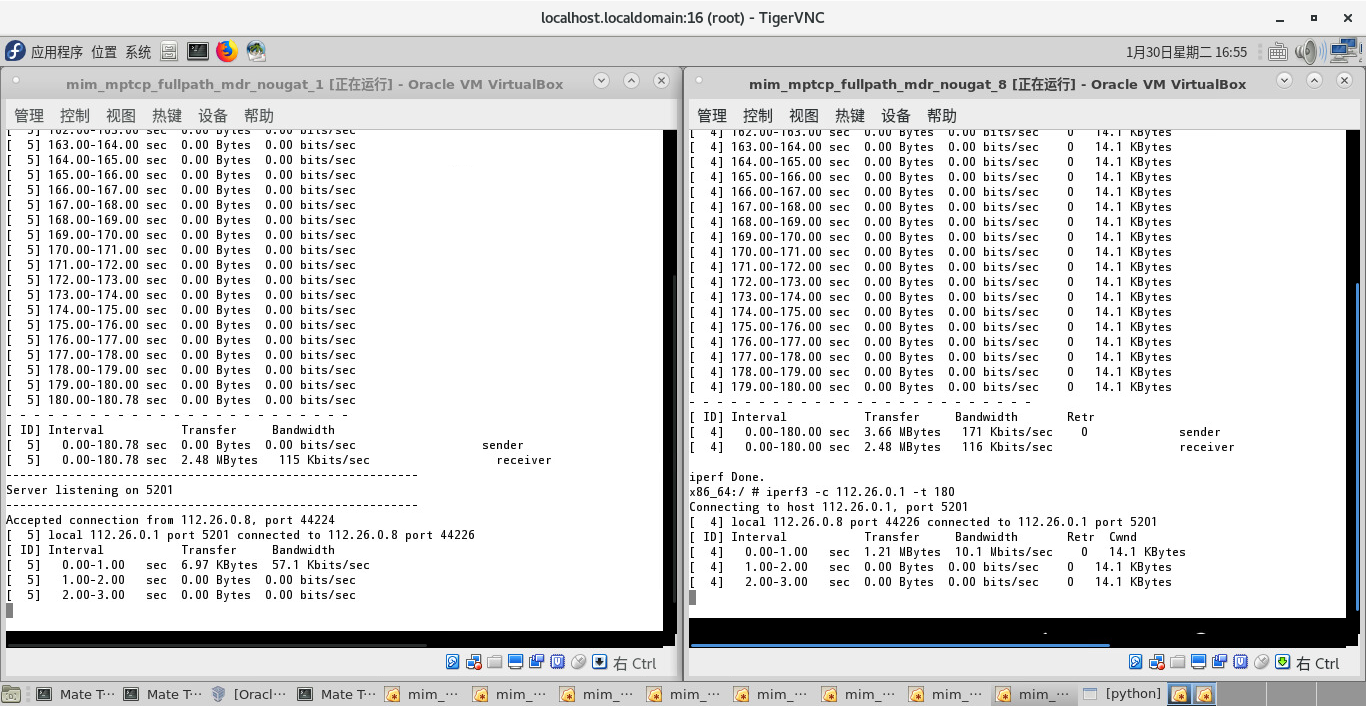 localhost.localdomain:16 (root) - TigerVNC
应用程序 位置 系统
1月30日星期二 16:55
mim_mptcp_fullpath_mdr_nougat_1 [正在运行] - Oracle VM VirtualBox
管理 控制 视图 热键 设备 帮助
[  5] 162.00-163.00 sec  0.00 Bytes  0.00 bits/sec
[  5] 163.00-164.00 sec  0.00 Bytes  0.00 bits/sec
[  5] 164.00-165.00 sec  0.00 Bytes  0.00 bits/sec
[  5] 165.00-166.00 sec  0.00 Bytes  0.00 bits/sec
[  5] 166.00-167.00 sec  0.00 Bytes  0.00 bits/sec
[  5] 167.00-168.00 sec  0.00 Bytes  0.00 bits/sec
[  5] 168.00-169.00 sec  0.00 Bytes  0.00 bits/sec
[  5] 169.00-170.00 sec  0.00 Bytes  0.00 bits/sec
[  5] 170.00-171.00 sec  0.00 Bytes  0.00 bits/sec
[  5] 171.00-172.00 sec  0.00 Bytes  0.00 bits/sec
[  5] 172.00-173.00 sec  0.00 Bytes  0.00 bits/sec
[  5] 173.00-174.00 sec  0.00 Bytes  0.00 bits/sec
[  5] 174.00-175.00 sec  0.00 Bytes  0.00 bits/sec
[  5] 175.00-176.00 sec  0.00 Bytes  0.00 bits/sec
[  5] 176.00-177.00 sec  0.00 Bytes  0.00 bits/sec
[  5] 177.00-178.00 sec  0.00 Bytes  0.00 bits/sec
[  5] 178.00-179.00 sec  0.00 Bytes  0.00 bits/sec
[  5] 179.00-180.00 sec  0.00 Bytes  0.00 bits/sec
[  5] 180.00-180.78 sec  0.00 Bytes  0.00 bits/sec
- - - - - - - - - - - - - - - - - - - - - - - - -
[ ID] Interval           Transfer     Bandwidth
[  5]   0.00-180.78 sec  0.00 Bytes  0.00 bits/sec                  sender
[  5]   0.00-180.78 sec  2.48 MBytes   115 Kbits/sec                  receiver
-----------------------------------------------------------
Server listening on 5201
-----------------------------------------------------------
Accepted connection from 112.26.0.8, port 44224
[  5] local 112.26.0.1 port 5201 connected to 112.26.0.8 port 44226
[ ID] Interval           Transfer     Bandwidth
[  5]   0.00-1.00   sec  6.97 KBytes  57.1 Kbits/sec
[  5]   1.00-2.00   sec  0.00 Bytes  0.00 bits/sec
[  5]   2.00-3.00   sec  0.00 Bytes  0.00 bits/sec
右 Ctrl
mim_mptcp_fullpath_mdr_nougat_8 [正在运行] - Oracle VM VirtualBox
管理 控制 视图 热键 设备 帮助
[  4] 162.00-163.00 sec  0.00 Bytes  0.00 bits/sec    0   14.1 KBytes
[  4] 163.00-164.00 sec  0.00 Bytes  0.00 bits/sec    0   14.1 KBytes
[  4] 164.00-165.00 sec  0.00 Bytes  0.00 bits/sec    0   14.1 KBytes
[  4] 165.00-166.00 sec  0.00 Bytes  0.00 bits/sec    0   14.1 KBytes
[  4] 166.00-167.00 sec  0.00 Bytes  0.00 bits/sec    0   14.1 KBytes
[  4] 167.00-168.00 sec  0.00 Bytes  0.00 bits/sec    0   14.1 KBytes
[  4] 168.00-169.00 sec  0.00 Bytes  0.00 bits/sec    0   14.1 KBytes
[  4] 169.00-170.00 sec  0.00 Bytes  0.00 bits/sec    0   14.1 KBytes
[  4] 170.00-171.00 sec  0.00 Bytes  0.00 bits/sec    0   14.1 KBytes
[  4] 171.00-172.00 sec  0.00 Bytes  0.00 bits/sec    0   14.1 KBytes
[  4] 172.00-173.00 sec  0.00 Bytes  0.00 bits/sec    0   14.1 KBytes
[  4] 173.00-174.00 sec  0.00 Bytes  0.00 bits/sec    0   14.1 KBytes
[  4] 174.00-175.00 sec  0.00 Bytes  0.00 bits/sec    0   14.1 KBytes
[  4] 175.00-176.00 sec  0.00 Bytes  0.00 bits/sec    0   14.1 KBytes
[  4] 176.00-177.00 sec  0.00 Bytes  0.00 bits/sec    0   14.1 KBytes
[  4] 177.00-178.00 sec  0.00 Bytes  0.00 bits/sec    0   14.1 KBytes
[  4] 178.00-179.00 sec  0.00 Bytes  0.00 bits/sec    0   14.1 KBytes
[  4] 179.00-180.00 sec  0.00 Bytes  0.00 bits/sec    0   14.1 KBytes
- - - - - - - - - - - - - - - - - - - - - - - - -
[ ID] Interval           Transfer     Bandwidth       Retr
[  4]   0.00-180.00 sec  3.66 MBytes   171 Kbits/sec    0             sender
[  4]   0.00-180.00 sec  2.48 MBytes   116 Kbits/sec                  receiver
iperf Done.
x86_64:/ # iperf3 -c 112.26.0.1 -t 180
Connecting to host 112.26.0.1, port 5201
[  4] local 112.26.0.8 port 44226 connected to 112.26.0.1 port 5201
[ ID] Interval           Transfer     Bandwidth       Retr  Cwnd
[  4]   0.00-1.00   sec  1.21 MBytes  10.1 Mbits/sec    0   14.1 KBytes
[  4]   1.00-2.00   sec  0.00 Bytes  0.00 bits/sec    0   14.1 KBytes
[  4]   2.00-3.00   sec  0.00 Bytes  0.00 bits/sec    0   14.1 KBytes
右 Ctrl
Mate T… Mate T… [Oracl… Mate T… mim_… mim_… mim_… mim_… mim_… mim_… mim_… mim_… [python]